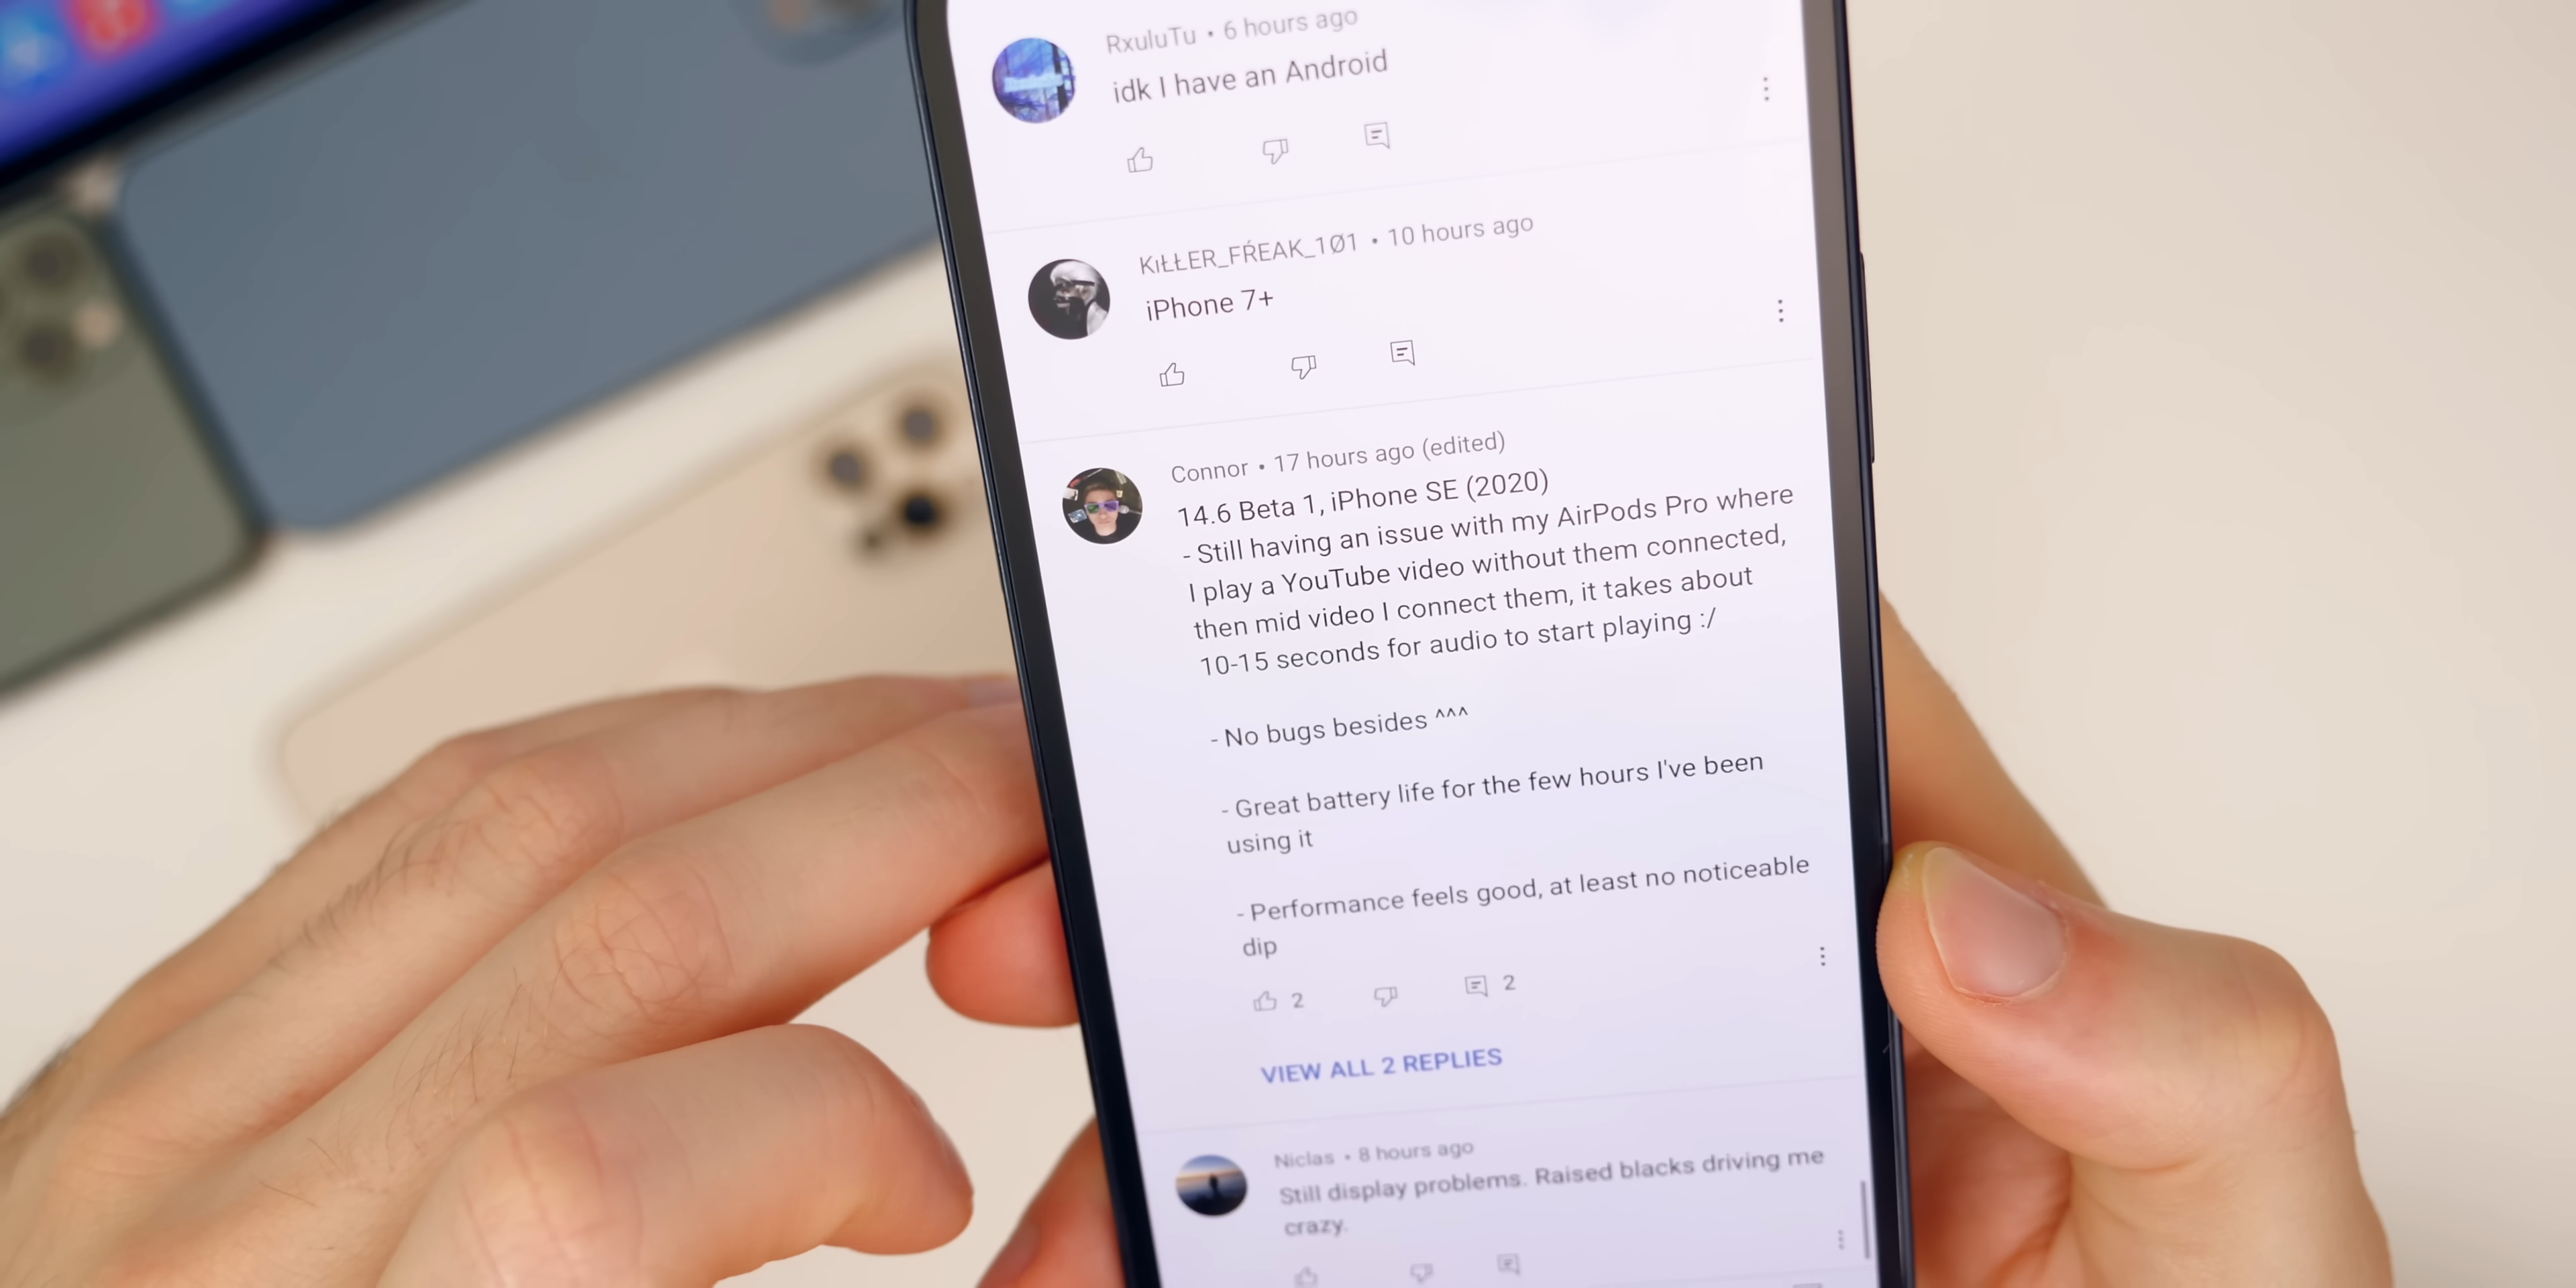 RxuluTu • 6 hours ago
idk I have an Android
KıŁŁER_FŔEAK_1Ø1 • 10 hours ago
iPhone 7+
Connor • 17 hours ago (edited)
14.6 Beta 1, iPhone SE (2020)
- Still having an issue with my AirPods Pro where
I play a YouTube video without them connected,
then mid video I connect them, it takes about
10-15 seconds for audio to start playing :/
- No bugs besides ^^^
- Great battery life for the few hours I've been
using it
- Performance feels good, at least no noticeable
dip
2 2
VIEW ALL 2 REPLIES
Niclas • 8 hours ago
Still display problems. Raised blacks driving me
crazy.